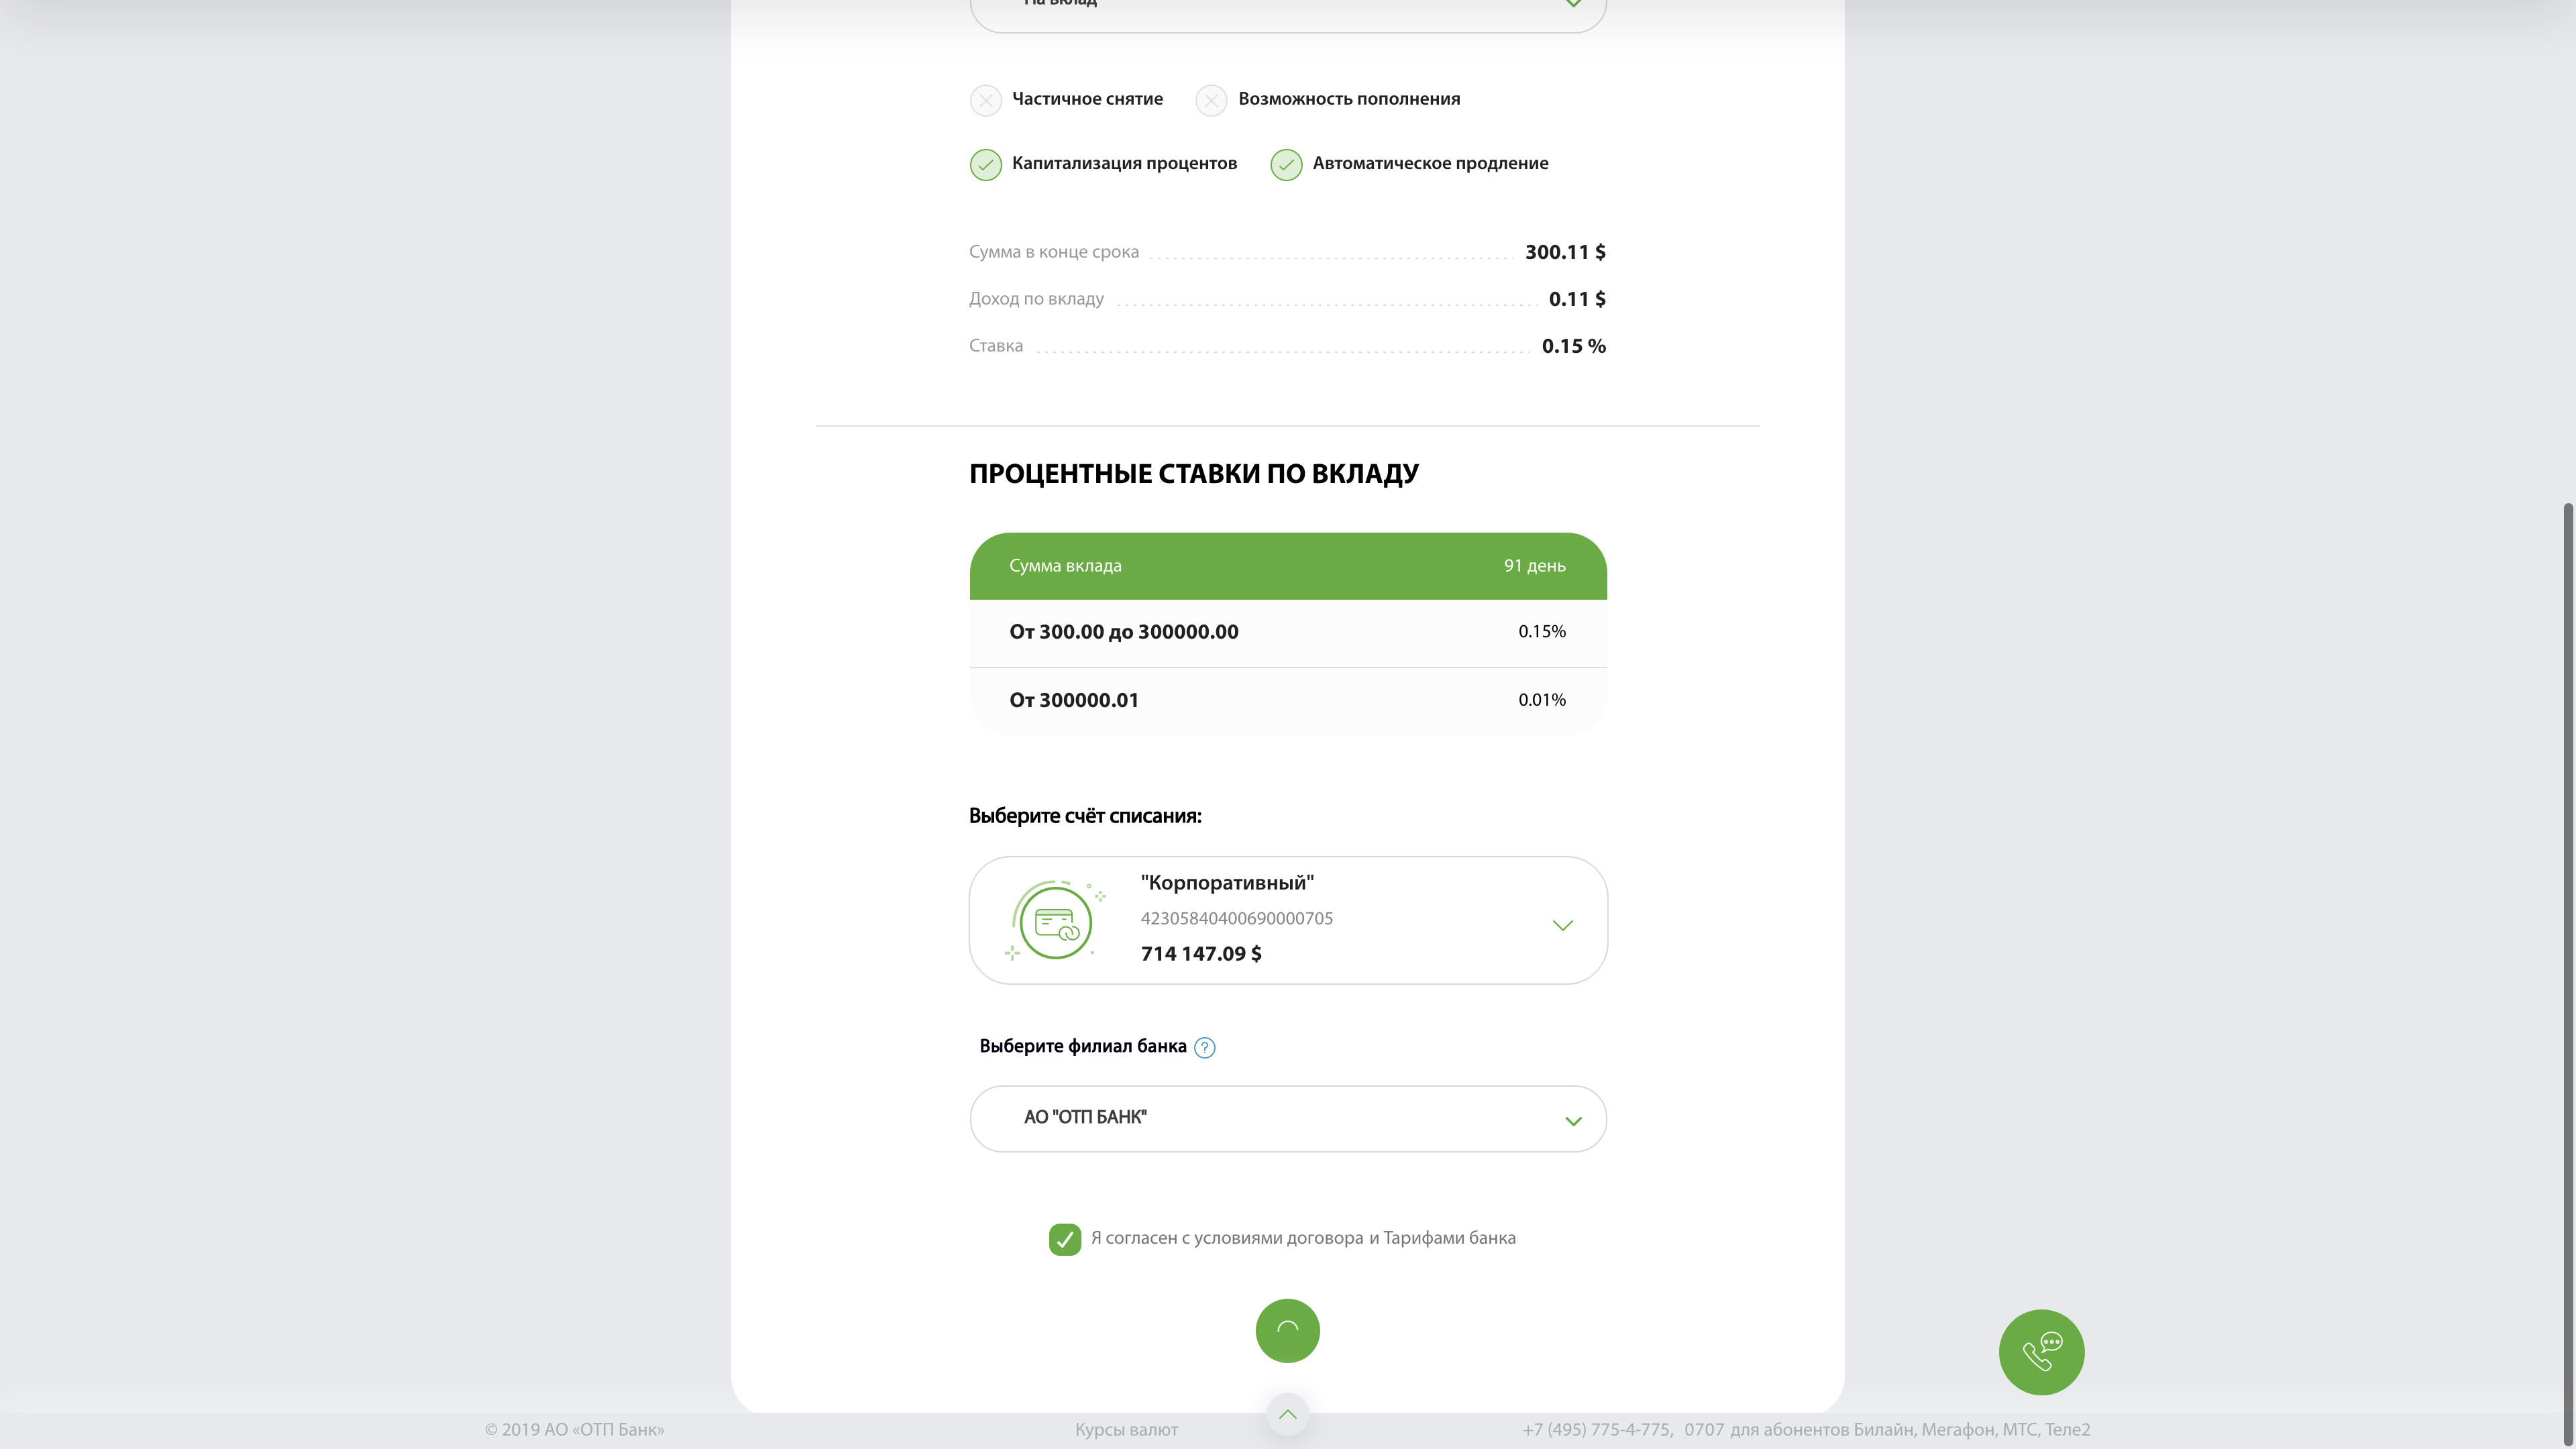 На вклад
Частичное снятие Возможность пополнения
Капитализация процентов Автоматическое продление
Сумма в конце срока 300.11 $
Доход по вкладу 0.11 $
Ставка 0.15 %
ПРОЦЕНТНЫЕ СТАВКИ ПО ВКЛАДУ
Сумма вклада 91 день
От 300.00 до 300000.00 0.15%
От 300000.01 0.01%
Выберите счёт списания:
"Корпоративный"
42305840400690000705
714 147.09 $
Выберите филиал банка ?
АО "ОТП БАНК"
Я согласен с условиями договора и Тарифами банка
© 2019 АО «ОТП Банк» Курсы валют +7 (495) 775-4-775, 0707 для абонентов Билайн, Мегафон, МТС, Теле2